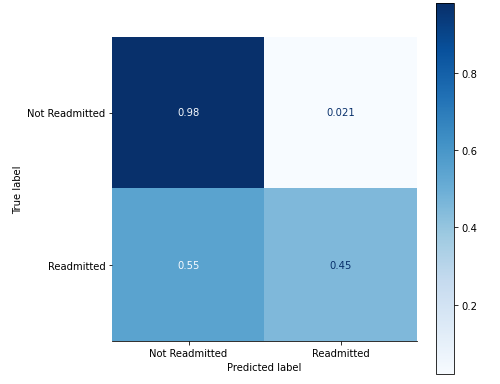 0.8
Not Readmitted
0.98
0.021
0.6
True label
0.4
Readmitted
0.55
0.45
0.2
Not Readmitted
Readmitted
Predicted label